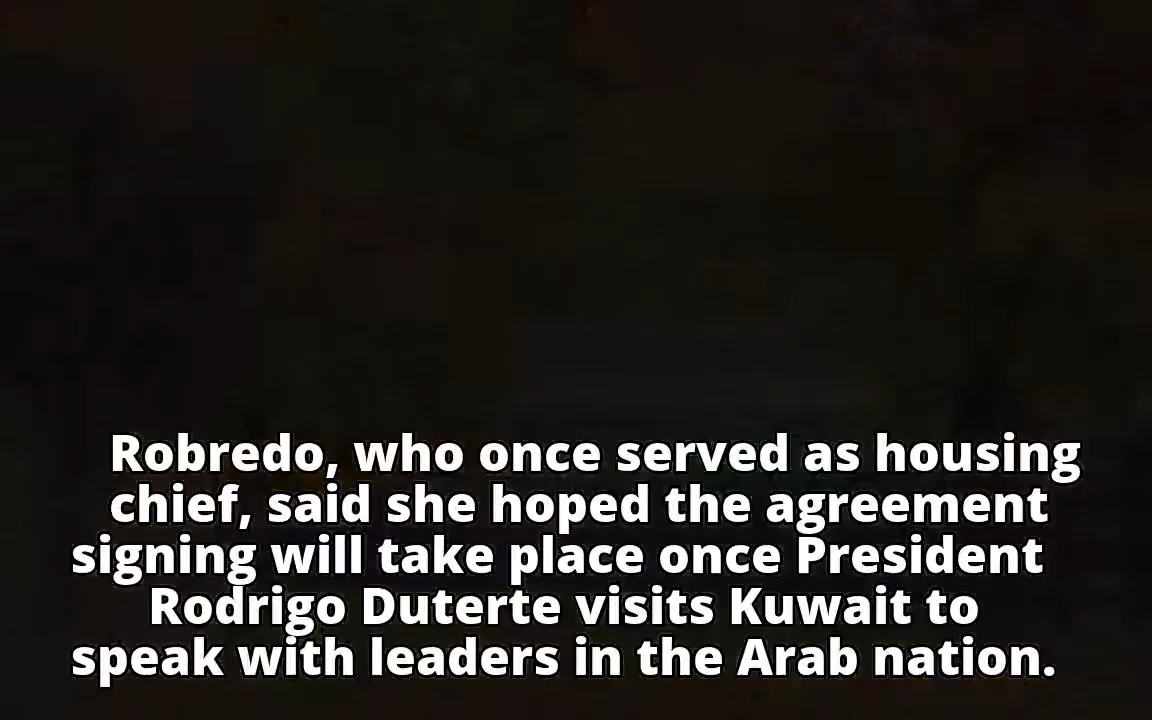 Robredo, who once served as housing
chief, said she hoped the agreement
signing will take place once President
Rodrigo Duterte visits Kuwait to
speak with leaders in the Arab nation.